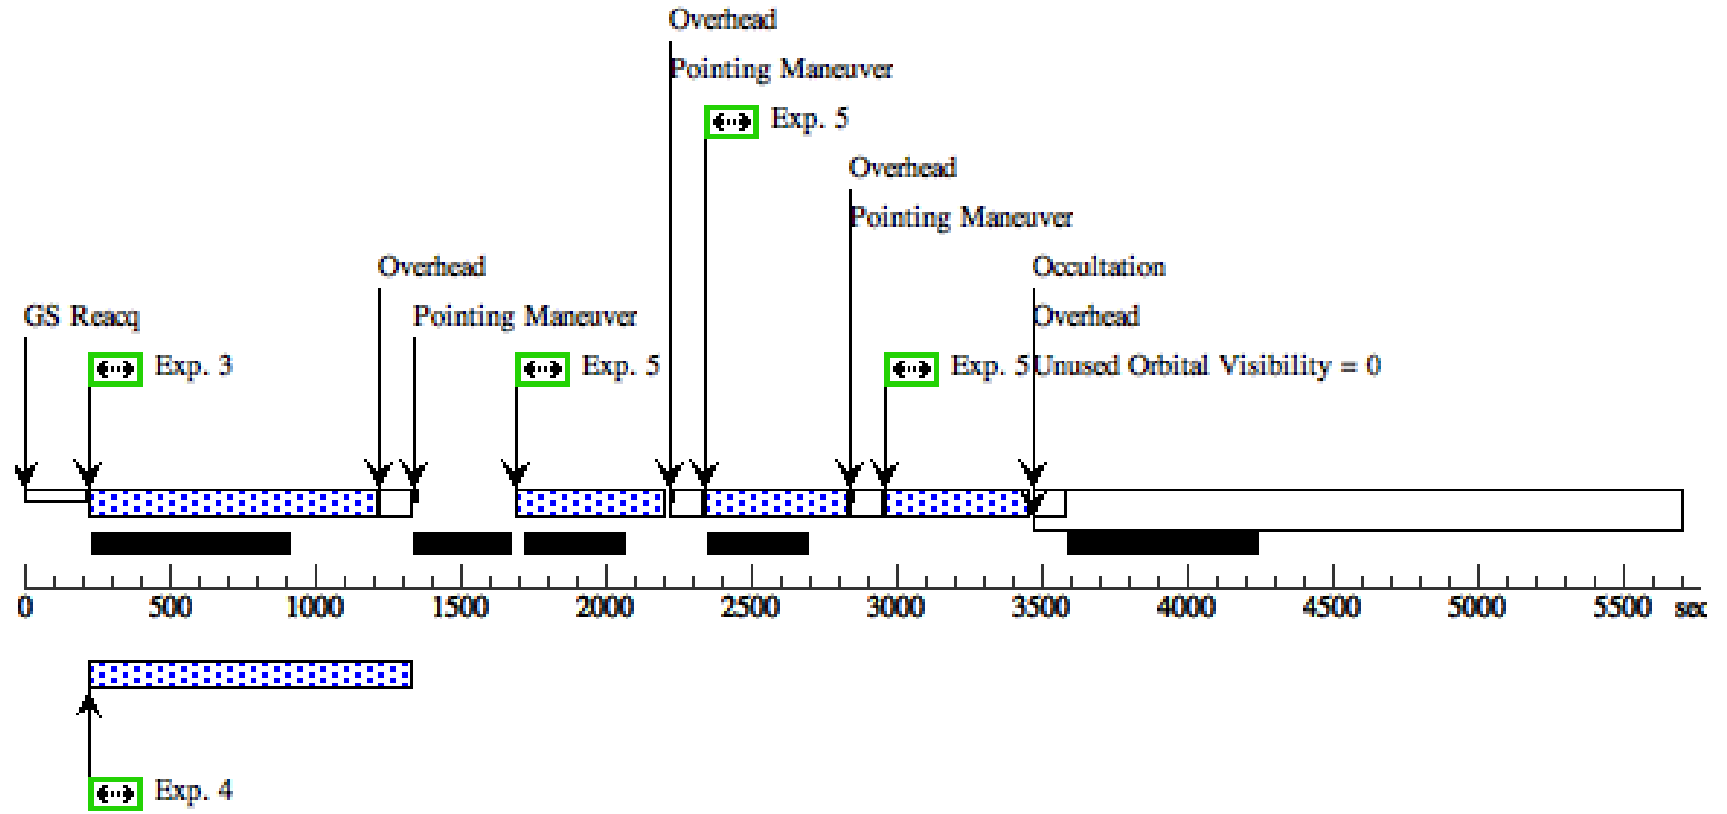 Overhead
Pointing Maneuver
Exp. 5
Overhead
Pointing Maneuver
Overhead
Occultation
GS Reacq
Pointing Maneuver
Overhead
Exp. 3
Exp. 5
Exp. 5
Unused Orbital Visibility = 0
0 500 1000 1500 2000 2500 3000 3500 4000 4500 5000 5500 sec
Exp. 4